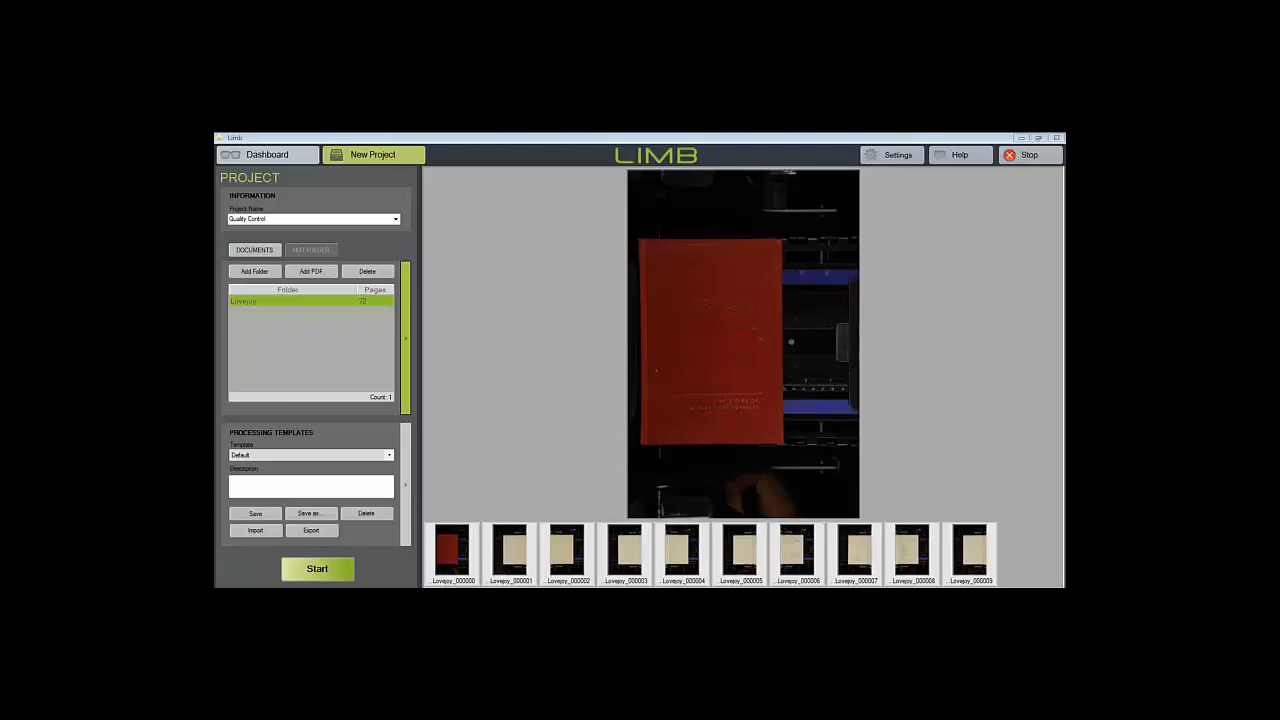 Limb
Dashboard
New Project
LIMB
Settings
Help
Stop
PROJECT
INFORMATION
Project Name
Quality Control
DOCUMENTS
HOT FOLDER
Add Folder
Add PDF
Delete
Folder Pages
Lovejoy 72
Count: 1
PROCESSING TEMPLATES
Template
Default
Description
Save
Save as...
Delete
Import
Export
Start
...Lovejoy_000000
...Lovejoy_000001
...Lovejoy_000002
...Lovejoy_000003
...Lovejoy_000004
...Lovejoy_000005
...Lovejoy_000006
...Lovejoy_000007
...Lovejoy_000008
...Lovejoy_000009